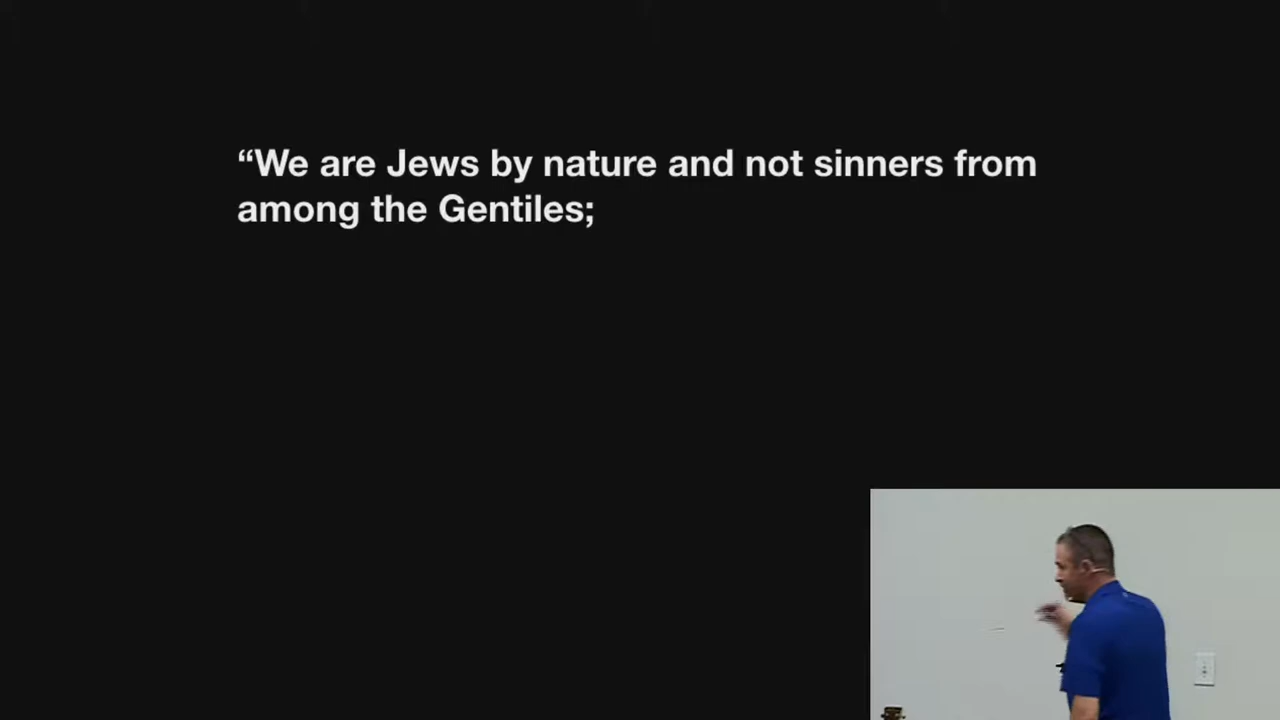 “We are Jews by nature and not sinners from
among the Gentiles;